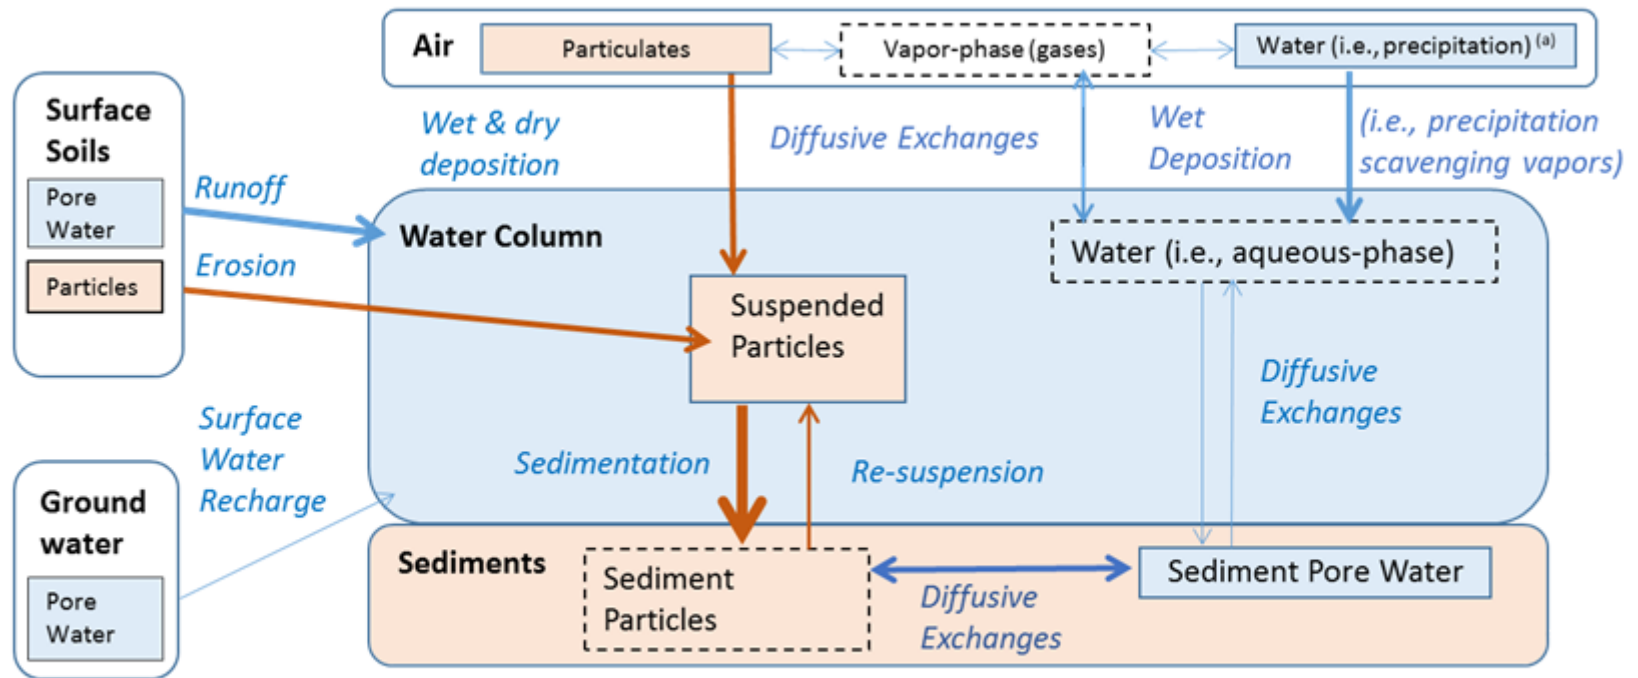 Air
Particulates
Vapor-phase (gases)
Water (i.e., precipitation) (a)
Surface
Soils
Pore
Water
Particles
Runoff
Erosion
Wet & dry
deposition
Diffusive Exchanges
Wet
Deposition
(i.e., precipitation
scavenging vapors)
Water Column
Water (i.e., aqueous-phase)
Suspended
Particles
Diffusive
Exchanges
Surface
Water
Recharge
Sedimentation
Re-suspension
Ground
water
Pore
Water
Sediments
Sediment
Particles
Diffusive
Exchanges
Sediment Pore Water